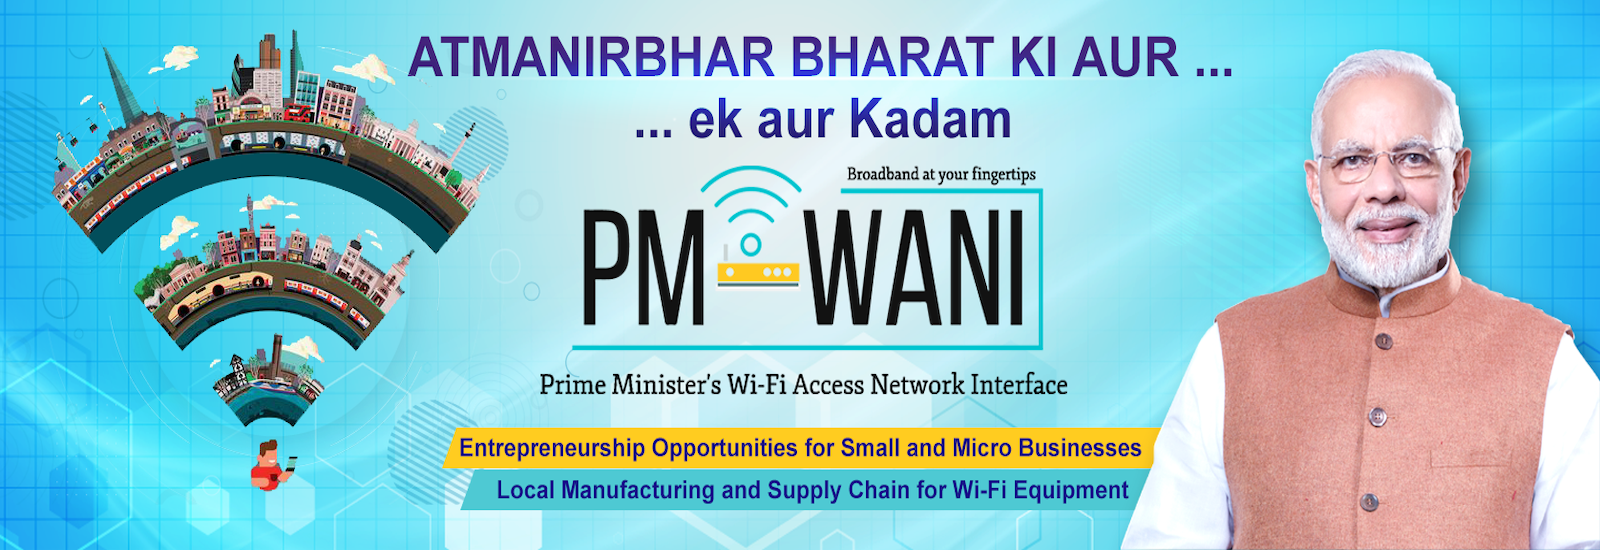 ATMANIRBHAR BHARAT KI AUR ...
... ek aur Kadam
Broadband at your fingertips
PM WANI
Prime Minister's Wi-Fi Access Network Interface
Entrepreneurship Opportunities for Small and Micro Businesses
Local Manufacturing and Supply Chain for Wi-Fi Equipment